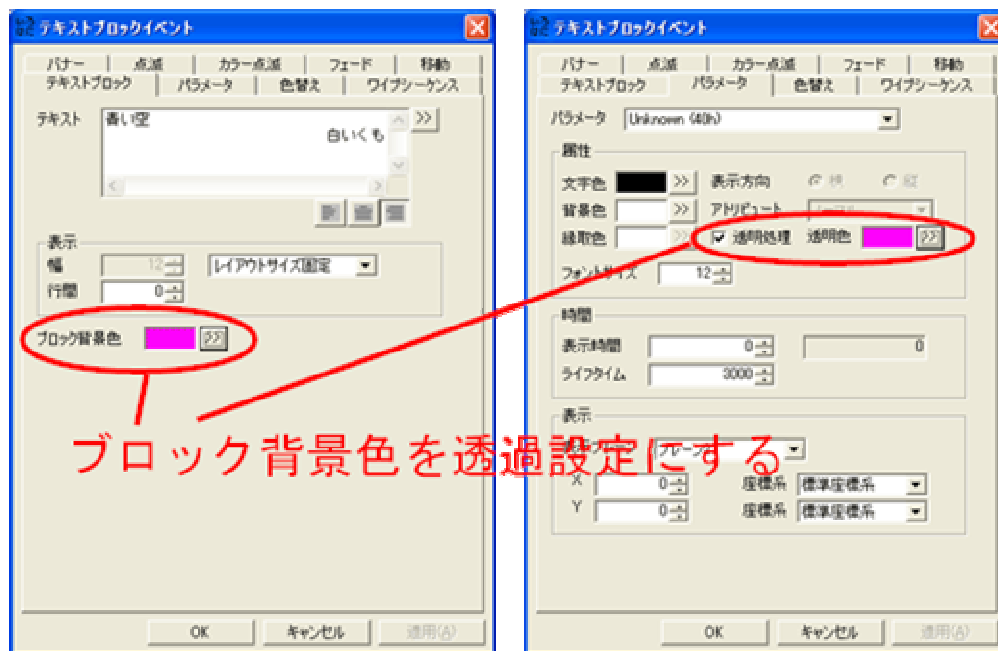 テキストブロックイベント
バナー 点滅 カラー点滅 フェード 移動
テキストブロック パラメータ 色替え ワイプシーケンス
テキスト 青い空 >>
白いくも
表示
幅 12 レイアウトサイズ固定
行間 0
ブロック背景色 >>
OK キャンセル 適用(A)
テキストブロックイベント
バナー 点滅 カラー点滅 フェード 移動
テキストブロック パラメータ 色替え ワイプシーケンス
パラメータ Unknown (40h)
属性
文字色 >> 表示方向 横 縦
背景色 >> アトリビュート ノーマル
縁取色 >> 透明処理 透明色 >>
フォントサイズ 12
時間
表示時間 0 0
ライフタイム 3000
表示
X 0 座標系 標準座標系
Y 0 座標系 標準座標系
OK キャンセル 適用(A)
ブロック背景色を透過設定にする